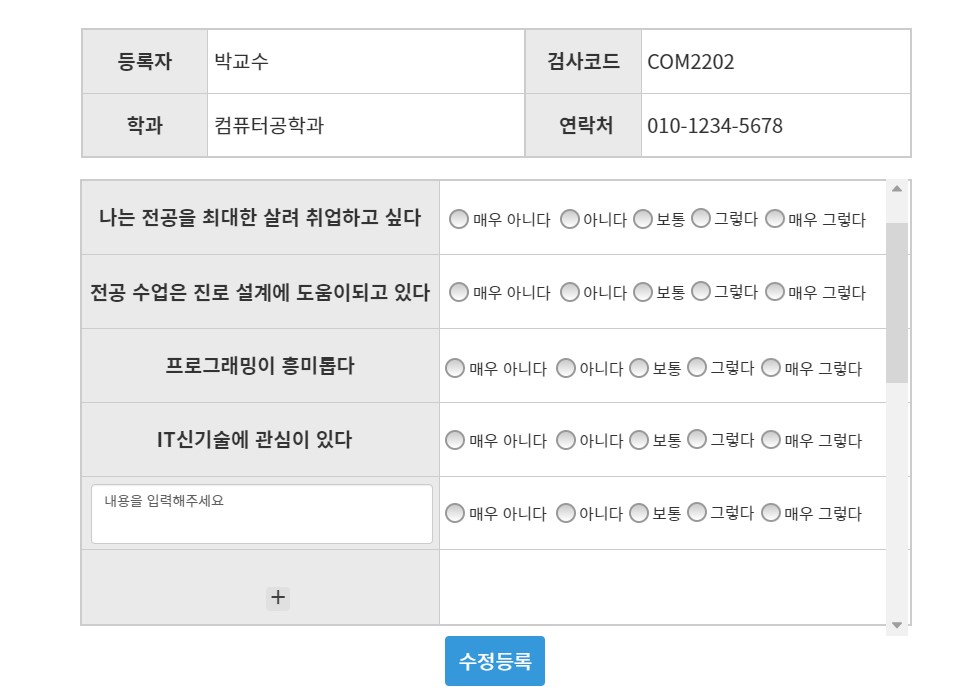 등록자 박교수 검사코드 COM2202
학과 컴퓨터공학과 연락처 010-1234-5678
나는 전공을 최대한 살려 취업하고 싶다 매우 아니다 아니다 보통 그렇다 매우 그렇다
전공 수업은 진로 설계에 도움이되고 있다 매우 아니다 아니다 보통 그렇다 매우 그렇다
프로그래밍이 흥미롭다 매우 아니다 아니다 보통 그렇다 매우 그렇다
IT신기술에 관심이 있다 매우 아니다 아니다 보통 그렇다 매우 그렇다
내용을 입력해주세요 매우 아니다 아니다 보통 그렇다 매우 그렇다
+
수정등록